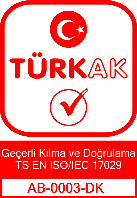 TÜRKAK
Geçerli Kılma ve Doğrulama
TS EN ISO/IEC 17029
AB-0003-DK